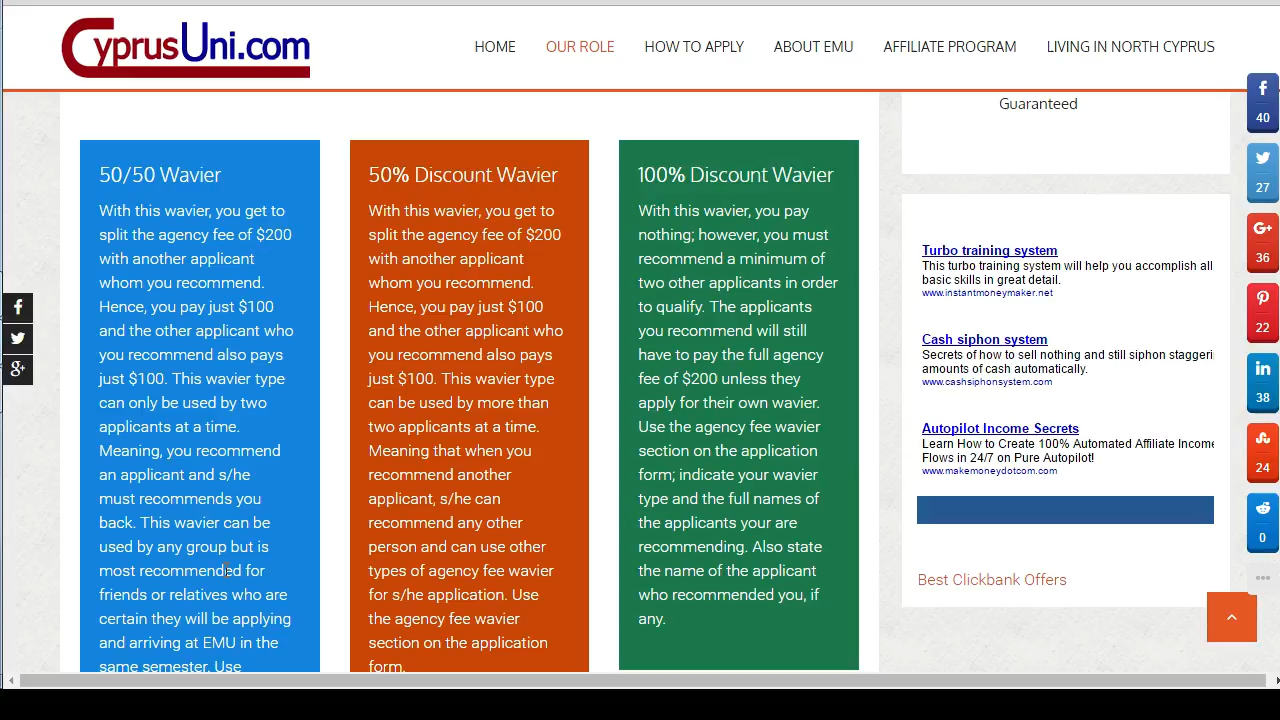 CyprusUni.com
HOME
OUR ROLE
HOW TO APPLY
ABOUT EMU
AFFILIATE PROGRAM
LIVING IN NORTH CYPRUS
50/50 Wavier
With this wavier, you get to
split the agency fee of $200
with another applicant
whom you recommend.
Hence, you pay just $100
and the other applicant who
you recommend also pays
just $100. This wavier type
can only be used by two
applicants at a time.
Meaning, you recommend
an applicant and s/he
must recommends you
back. This wavier can be
used by any group but is
most recommended for
friends or relatives who are
certain they will be applying
and arriving at EMU in the
same semester. Use
50% Discount Wavier
With this wavier, you get to
split the agency fee of $200
with another applicant
whom you recommend.
Hence, you pay just $100
and the other applicant who
you recommend also pays
just $100. This wavier type
can be used by more than
two applicants at a time.
Meaning that when you
recommend another
applicant, s/he can
recommend any other
person and can use other
types of agency fee wavier
for s/he application. Use
the agency fee wavier
section on the application
form.
100% Discount Wavier
With this wavier, you pay
nothing; however, you must
recommend a minimum of
two other applicants in order
to qualify. The applicants
you recommend will still
have to pay the full agency
fee of $200 unless they
apply for their own wavier.
Use the agency fee wavier
section on the application
form; indicate your wavier
type and the full names of
the applicants your are
recommending. Also state
the name of the applicant
who recommended you, if
any.
Guaranteed
Turbo training system
This turbo training system will help you accomplish all
basic skills in great detail.
www.instantmoneymaker.net
Cash siphon system
Secrets of how to sell nothing and still siphon staggeri
amounts of cash automatically.
www.cashsiphonsystem.com
Autopilot Income Secrets
Learn How to Create 100% Automated Affiliate Income
Flows in 24/7 on Pure Autopilot!
www.makemoneydotcom.com
Best Clickbank Offers
40
27
G+
36
22
in
38
24
0